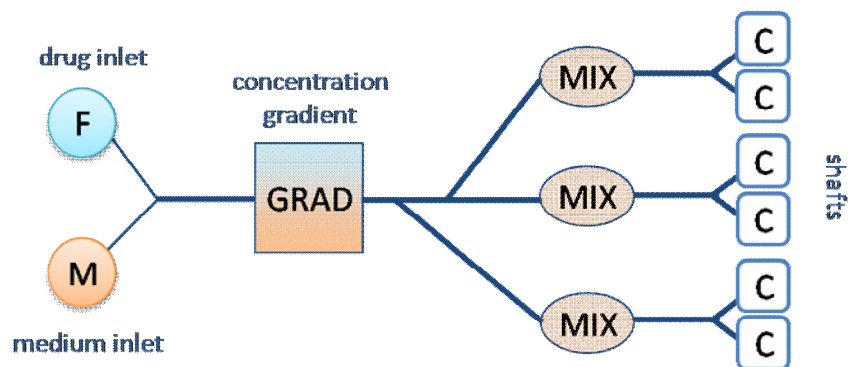 drug inlet
F
concentration
gradient
GRAD
M
medium inlet
MIX
MIX
MIX
C
C
C
C
C
C
shafts